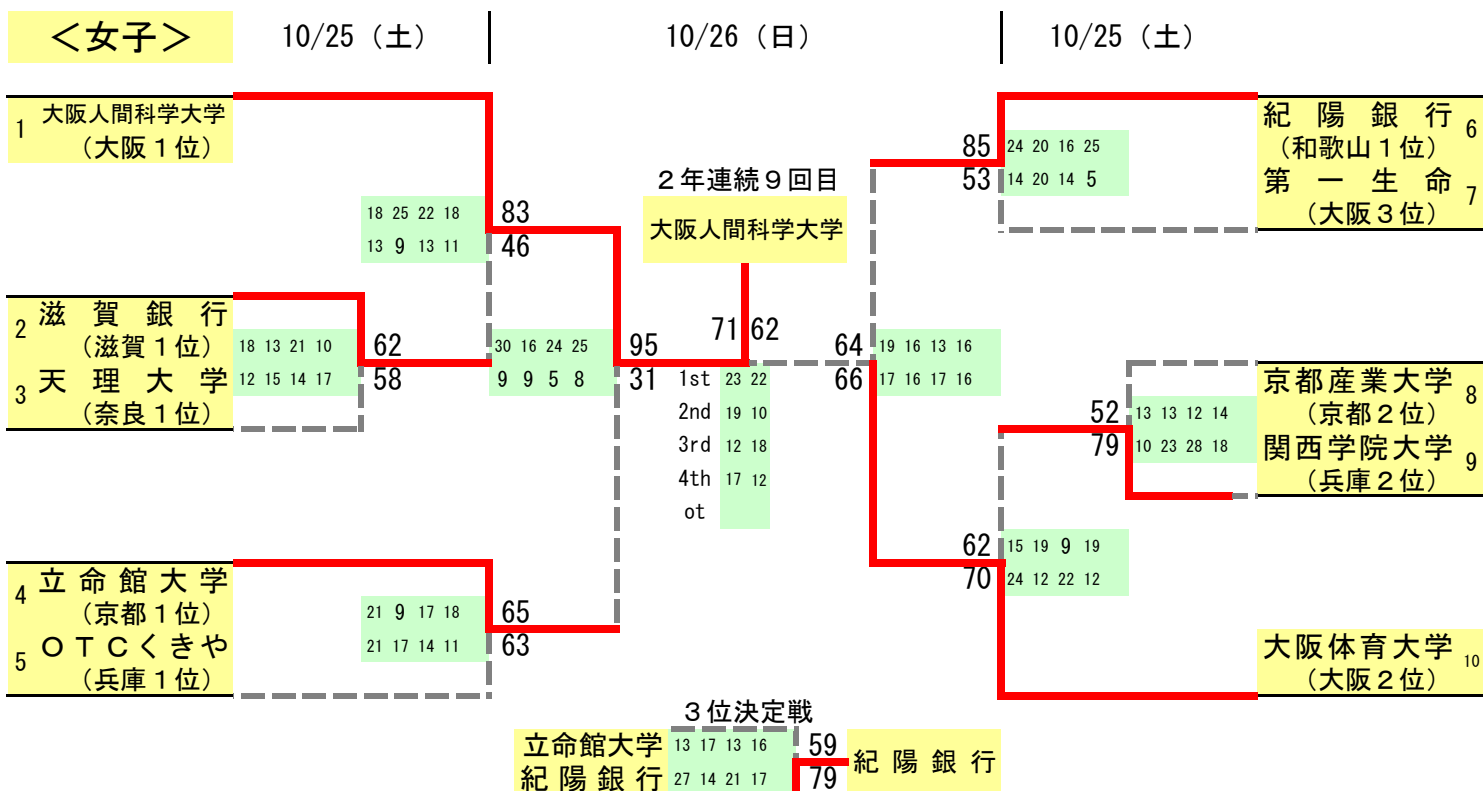 ＜女子＞
10/25（土）
10/26（日）
10/25（土）
1 大阪人間科学大学
（大阪１位）
18 25 22 18
13 9 13 11
83
46
2 滋賀銀行
（滋賀１位）
3 天理大学
（奈良１位）
18 13 21 10
12 15 14 17
62
58
30 16 24 25
9 9 5 8
95
31
4 立命館大学
（京都１位）
5 ＯＴＣくきや
（兵庫１位）
21 9 17 18
21 17 14 11
65
63
２年連続９回目
大阪人間科学大学
71 62
1st 23 22
2nd 19 10
3rd 12 18
4th 17 12
ot
紀陽銀行 6
（和歌山１位）
第一生命 7
（大阪３位）
85
53
24 20 16 25
14 20 14 5
64
66
19 16 13 16
17 16 17 16
京都産業大学 8
（京都２位）
関西学院大学 9
（兵庫２位）
52
79
13 13 12 14
10 23 28 18
62
70
15 19 9 19
24 12 22 12
大阪体育大学 10
（大阪２位）
３位決定戦
立命館大学 13 17 13 16 59
紀陽銀行 27 14 21 17 79
紀陽銀行